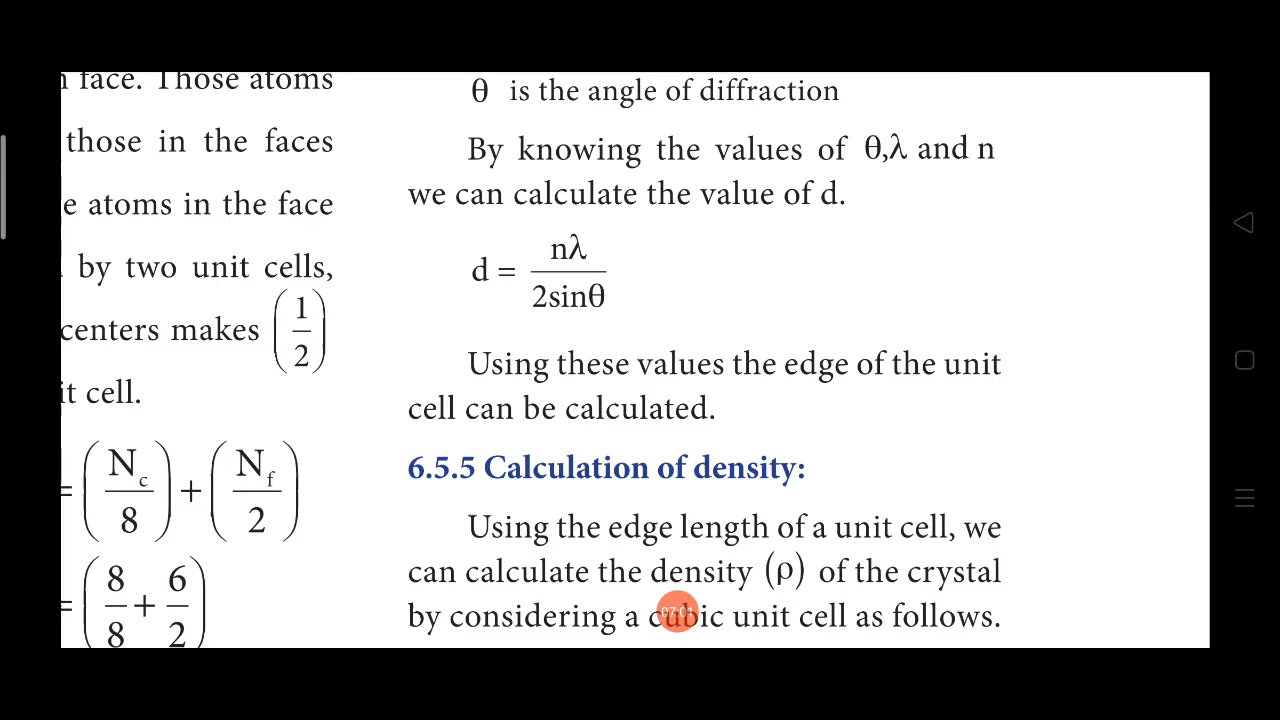 n face. Those atoms
those in the faces
e atoms in the face
by two unit cells,
centers makes (1/2)
it cell.
= (N_c/8) + (N_f/2)
= (8/8 + 6/2)
θ is the angle of diffraction
By knowing the values of θ,λ and n
we can calculate the value of d.
d = nλ/2sinθ
Using these values the edge of the unit
cell can be calculated.
6.5.5 Calculation of density:
Using the edge length of a unit cell, we
can calculate the density (ρ) of the crystal
by considering a cubic unit cell as follows.
07:01